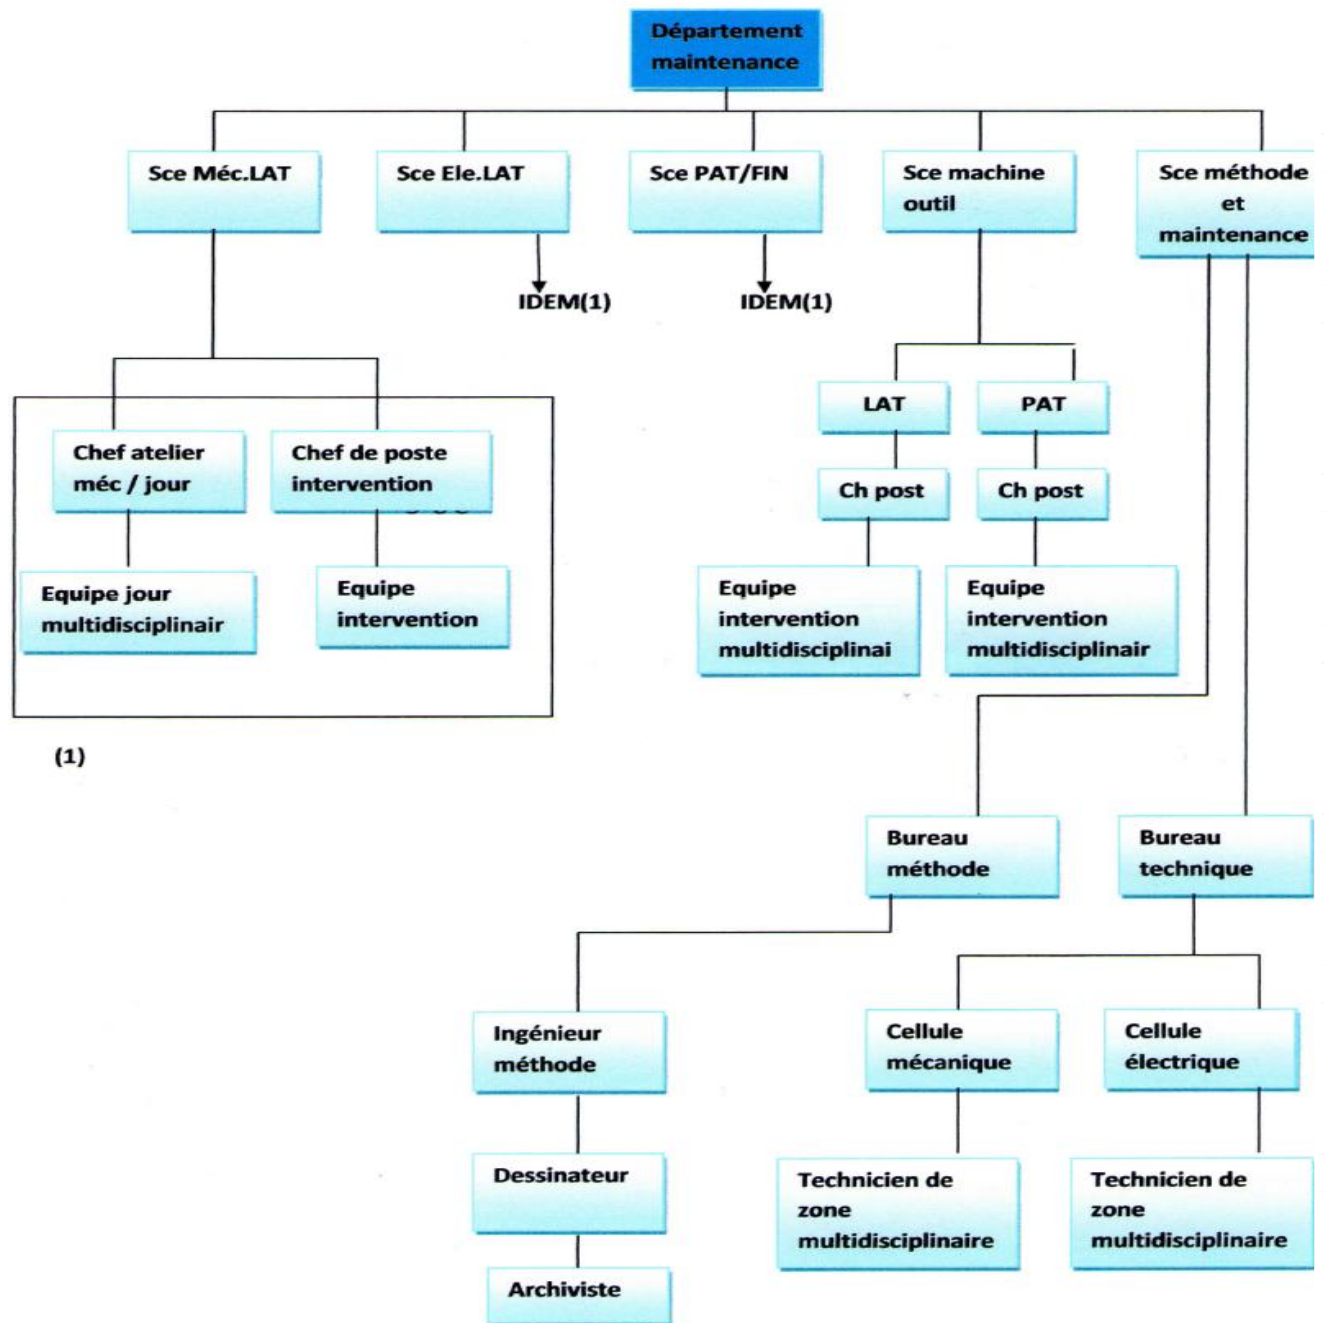 Département
maintenance
Sce Méc.LAT
Sce Ele.LAT
Sce PAT/FIN
Sce machine
outil
Sce méthode
et
maintenance
IDEM(1)
IDEM(1)
LAT
PAT
Chef atelier
méc / jour
Chef de poste
intervention
Ch post
Ch post
Equipe jour
multidisciplinair
Equipe
intervention
Equipe
intervention
multidisciplinai
Equipe
intervention
multidisciplinair
(1)
Bureau
méthode
Bureau
technique
Ingénieur
méthode
Cellule
mécanique
Cellule
électrique
Dessinateur
Technicien de
zone
multidisciplinaire
Technicien de
zone
multidisciplinaire
Archiviste